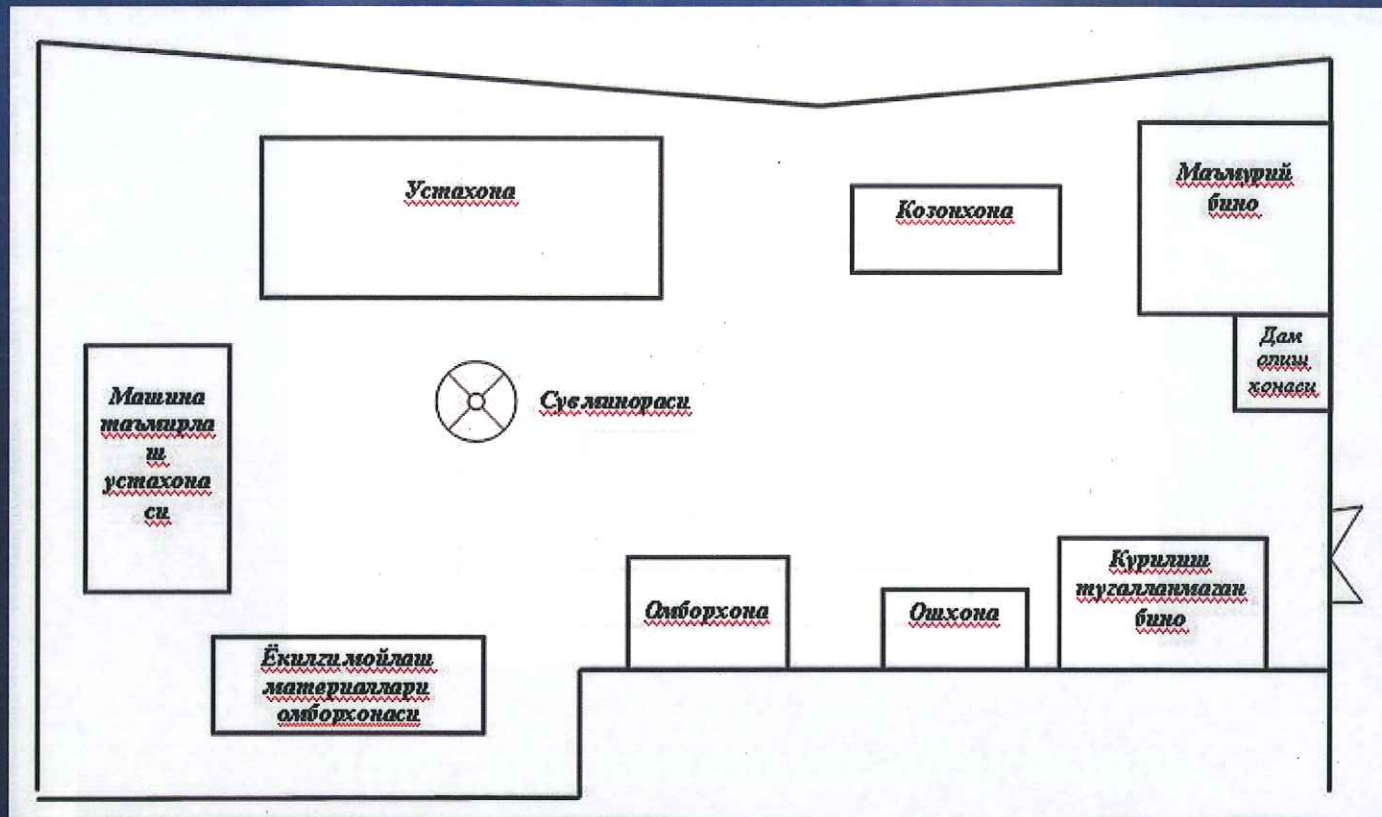 Устахона
Козонхона
Маъмурий
бино
Дам
олиш
хонаси
Машина
таъмирла
ш
устахона
си
Сув минораси
Омборхона
Ошхона
Курилиш
тугалланмаган
бино
Ёкилги мойлаш
материаллари
омборхонаси